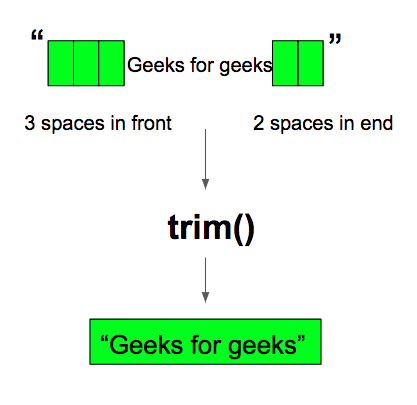 “ Geeks for geeks ”
3 spaces in front 2 spaces in end
trim()
“Geeks for geeks”